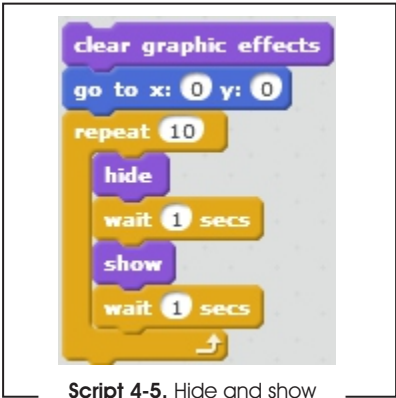 clear graphic effects
go to x: 0 y: 0
repeat 10
hide
wait 1 secs
show
wait 1 secs
Script 4-5. Hide and show